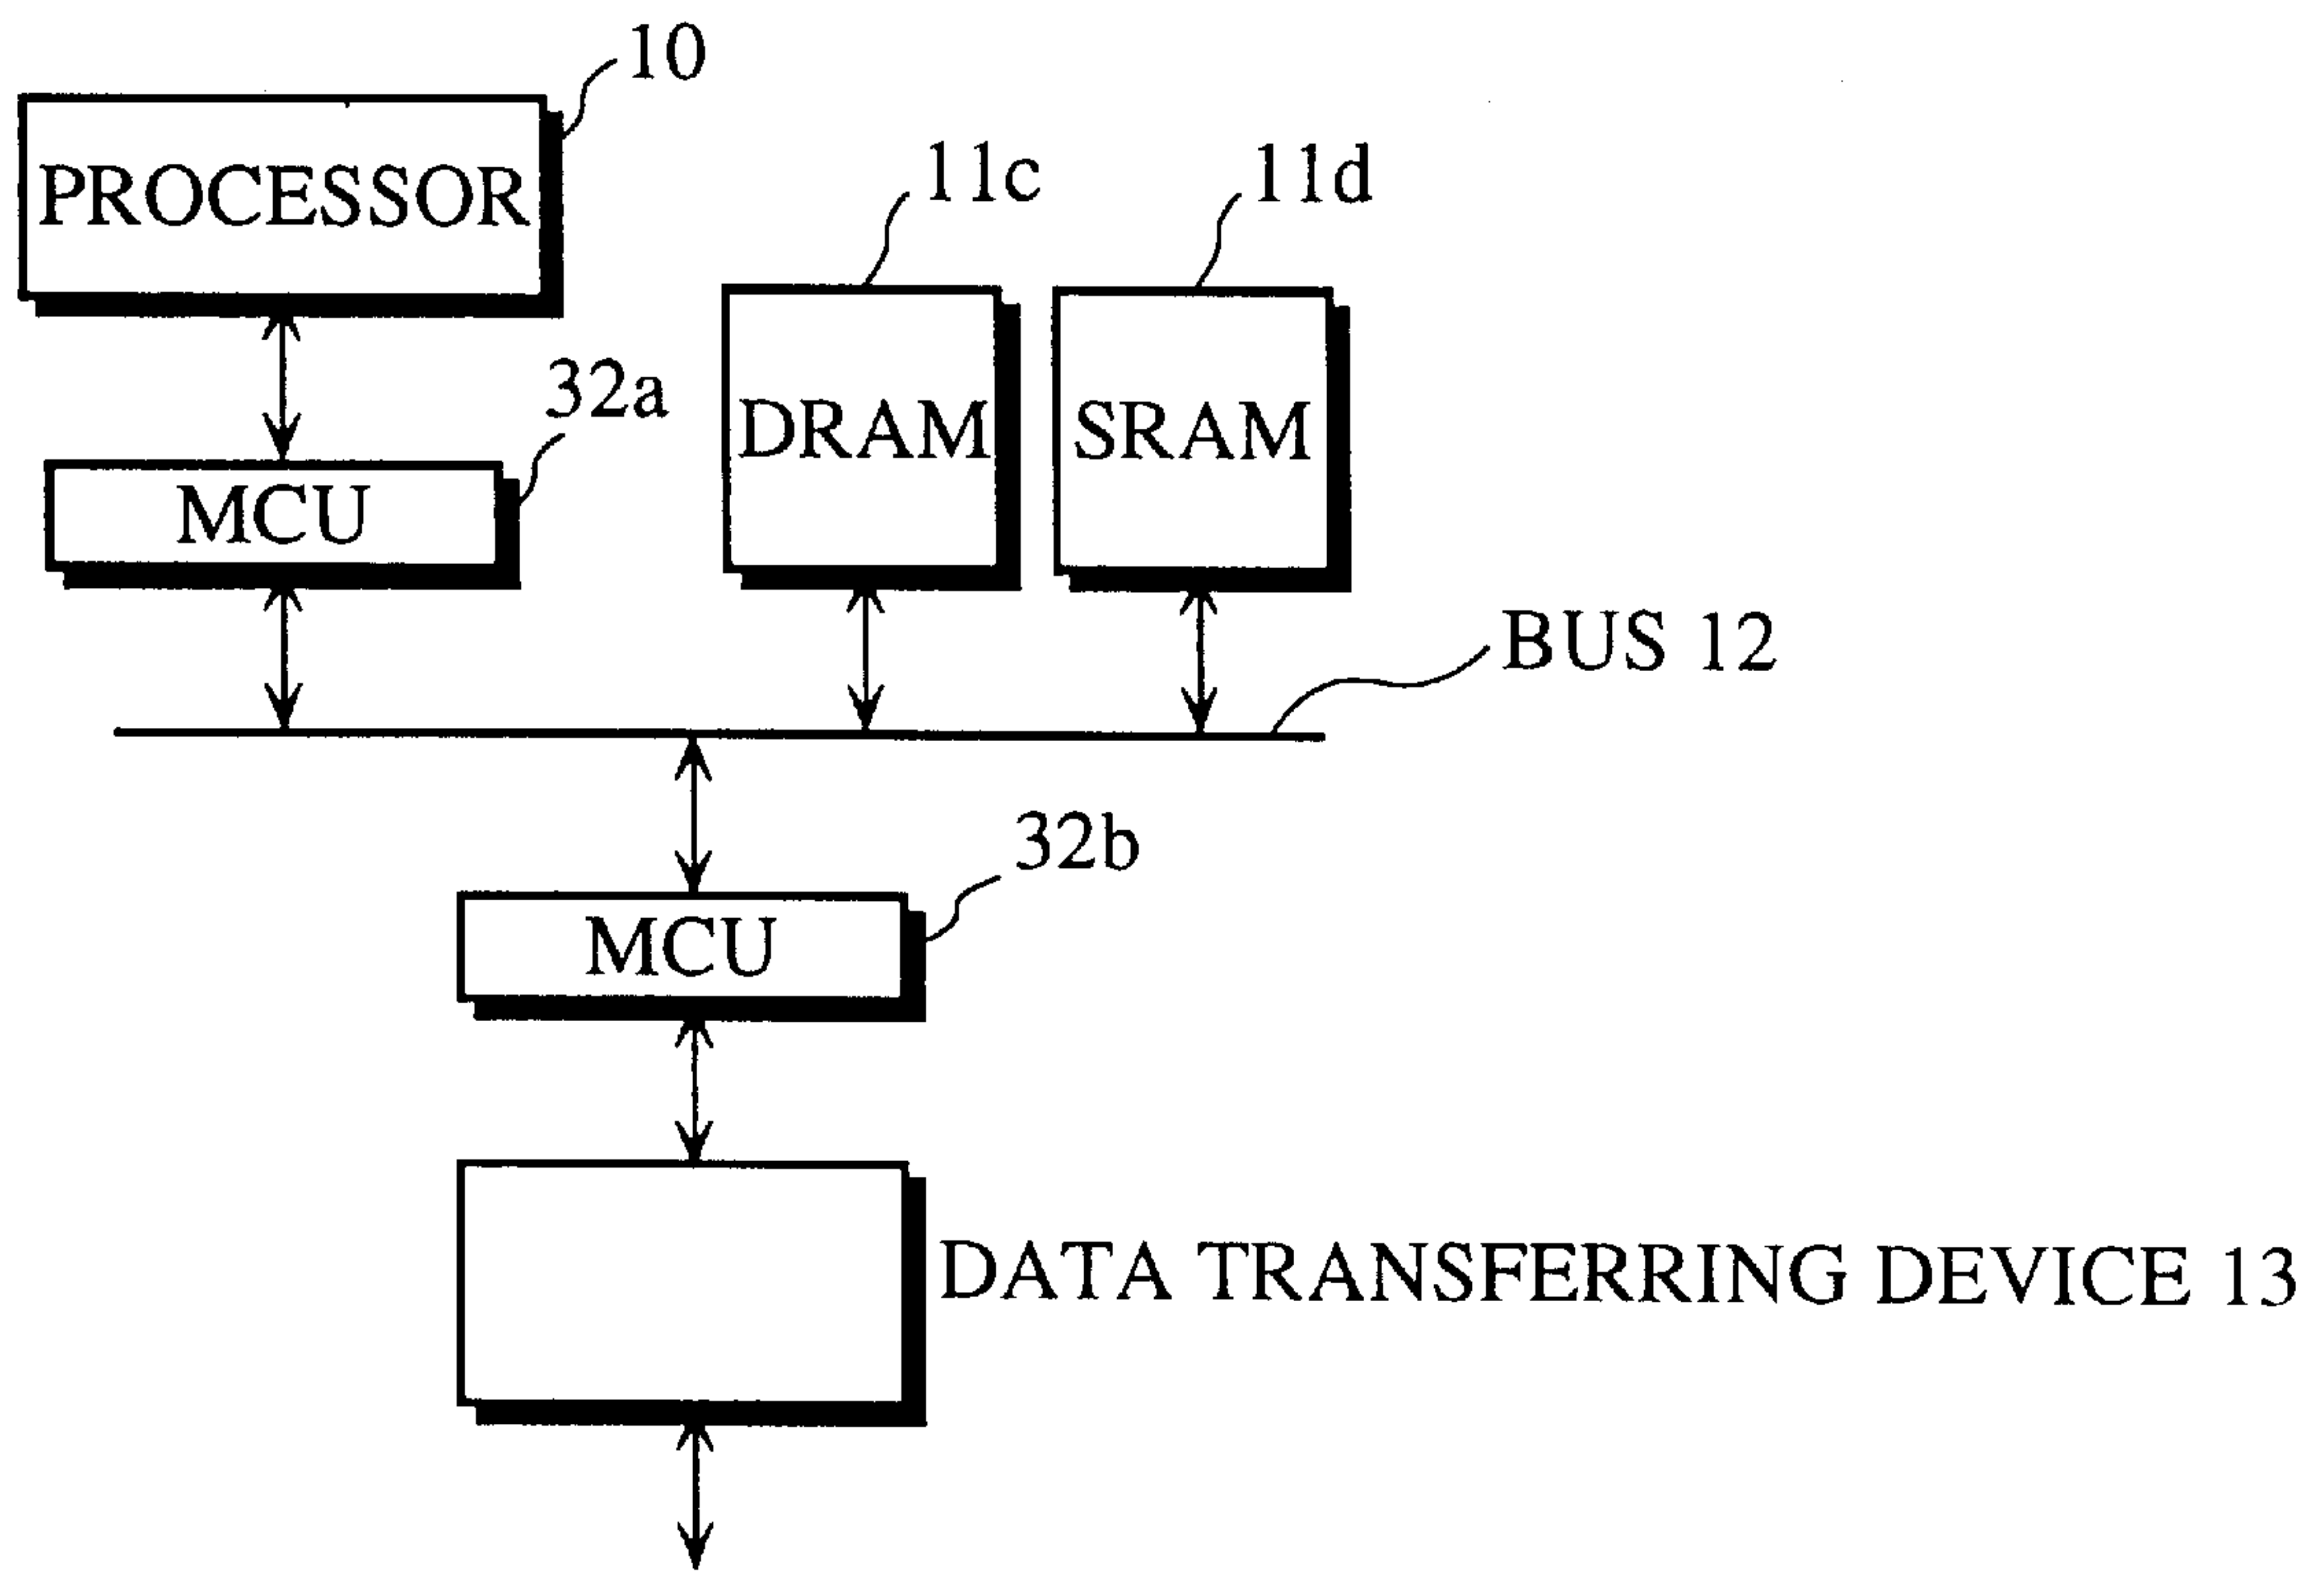 10
PROCESSOR
11c
11d
32a
DRAM
SRAM
MCU
BUS 12
32b
MCU
DATA TRANSFERRING DEVICE 13